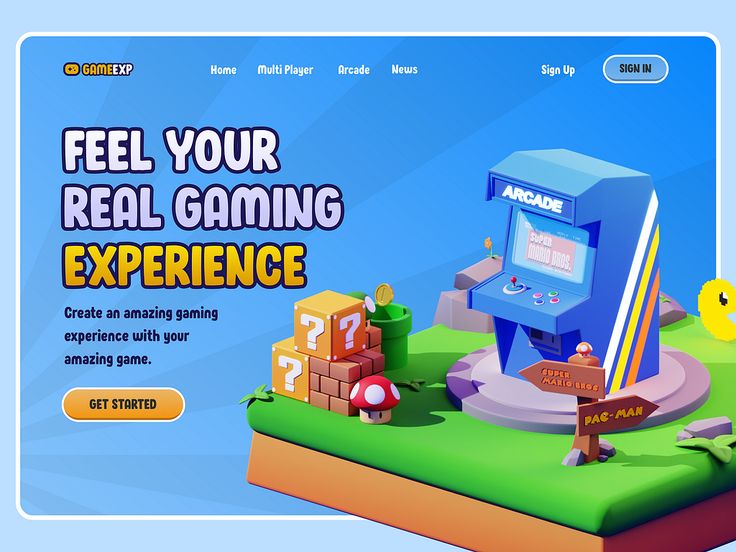 GAMEEXP
Home Multi Player Arcade News Sign Up SIGN IN
FEEL YOUR
REAL GAMING
EXPERIENCE
Create an amazing gaming
experience with your
amazing game.
GET STARTED
ARCADE
SUPER
MARIO BROS.
? ?
?
SUPER
MARIO BROS
PAC-MAN